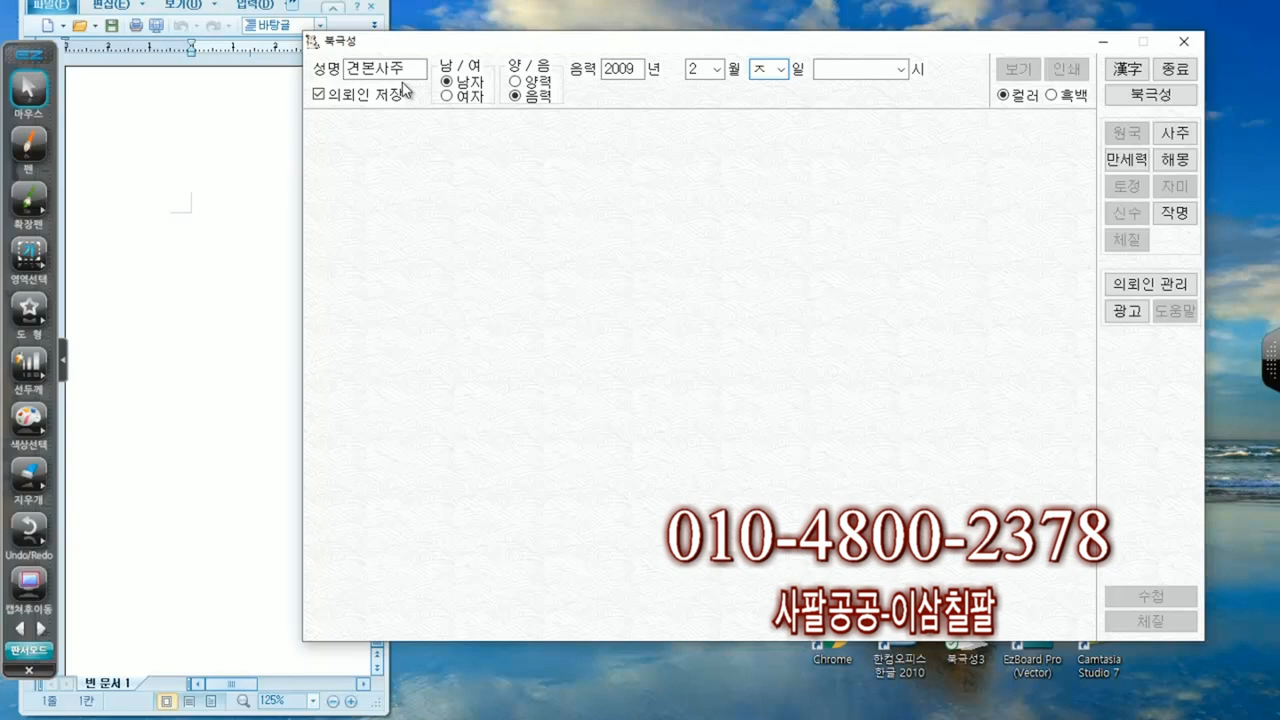 파일(F) 편집(E) 보기(U) 입력(D)
바탕글
EZ
마우스
펜
확장펜
영역선택
도 형
선두께
색상선택
지우개
Undo/Redo
캡쳐후이동
판서모드
북극성
성명 견본사주
의뢰인 저장
남 / 여
남자
여자
양 / 음
양력
음력
음력 2009 년 2 월 ㅈ 일 시
보기 인쇄
컬러 흑백
漢字 종료
북극성
원국 사주
만세력 해몽
토정 자미
신수 작명
체질
의뢰인 관리
광고 도움말
수첩
체질
010-4800-2378
사팔공공-이삼칠팔
Chrome
한컴오피스 한글 2010
북극성3
EzBoard Pro (Vector)
Camtasia Studio 7
빈 문서 1
1줄 1칸 125%